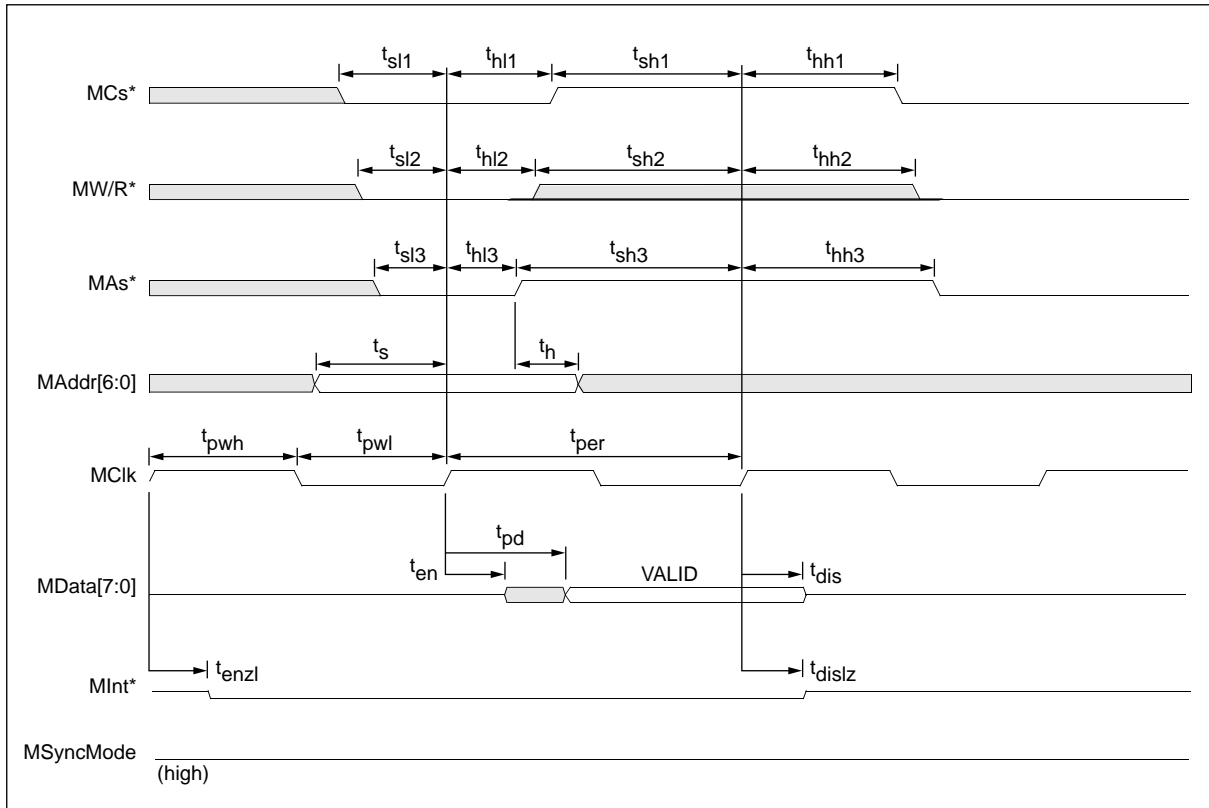 tsl1 thl1 tsh1 thh1
MCs*
tsl2 thl2 tsh2 thh2
MW/R*
tsl3 thl3 tsh3 thh3
MAs*
ts th
MAddr[6:0]
tpwh tpwl tper
MClk
tpd
ten VALID tdis
MData[7:0]
tenzl tdislz
MInt*
MSyncMode
(high)